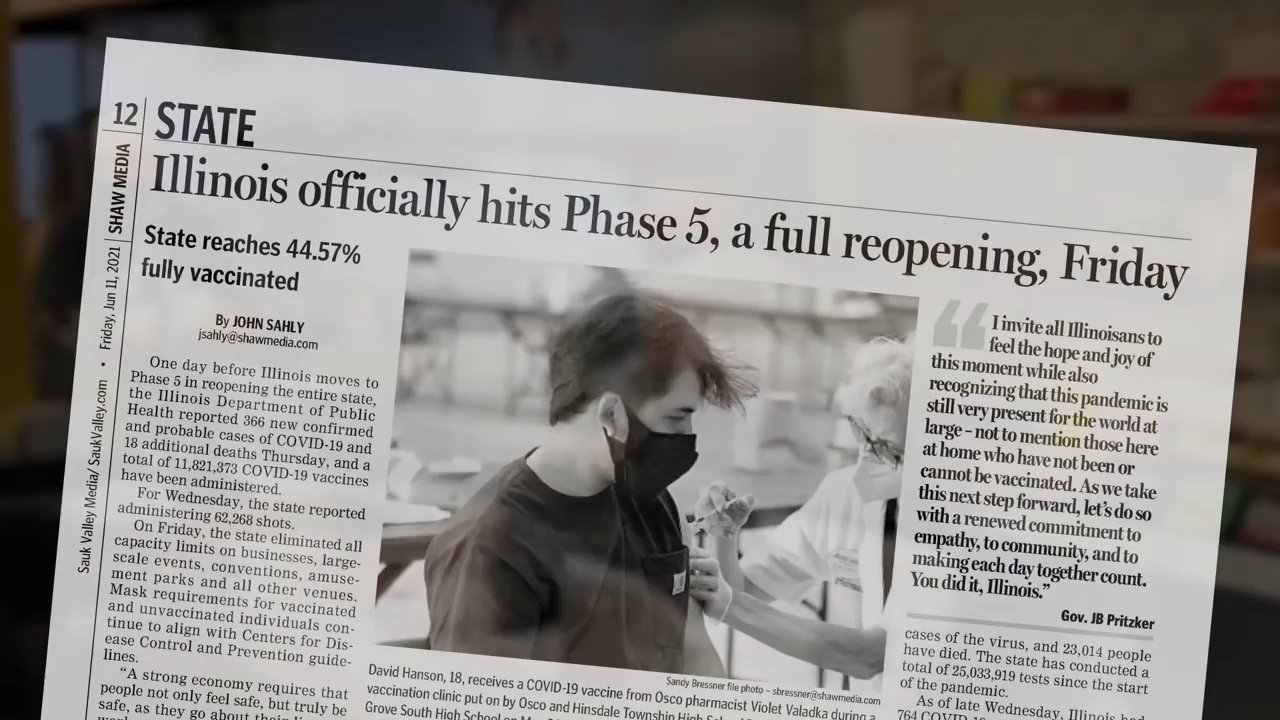 12
STATE
SHAW MEDIA
Sauk Valley Media/ SaukValley.com • Friday, Jun 11, 2021
Illinois officially hits Phase 5, a full reopening, Friday
State reaches 44.57%
fully vaccinated
By JOHN SAHLY
jsahly@shawmedia.com
One day before Illinois moves to
Phase 5 in reopening the entire state,
the Illinois Department of Public
Health reported 366 new confirmed
and probable cases of COVID-19 and
18 additional deaths Thursday, and a
total of 11,821,373 COVID-19 vaccines
have been administered.
For Wednesday, the state reported
administering 62,268 shots.
On Friday, the state eliminated all
capacity limits on businesses, large-
scale events, conventions, amuse-
ment parks and all other venues.
Mask requirements for vaccinated
and unvaccinated individuals con-
tinue to align with Centers for Dis-
ease Control and Prevention guide-
lines.
“A strong economy requires that
people not only feel safe, but truly be
safe, as they go about their
Sandy Bressner file photo – sbressner@shawmedia.com
David Hanson, 18, receives a COVID-19 vaccine from Osco pharmacist Violet Valadka during a
vaccination clinic put on by Osco and Hinsdale Township High
Grove South High School on
“I invite all Illinoisans to
feel the hope and joy of
this moment while also
recognizing that this pandemic is
still very present for the world at
large – not to mention those here
at home who have not been or
cannot be vaccinated. As we take
this next step forward, let’s do so
with a renewed commitment to
empathy, to community, and to
making each day together count.
You did it, Illinois.”
Gov. JB Pritzker
cases of the virus, and 23,014 people
have died. The state has conducted a
total of 25,033,919 tests since the start
of the pandemic.
As of late Wednesday, Illinois had
764 COVID-19